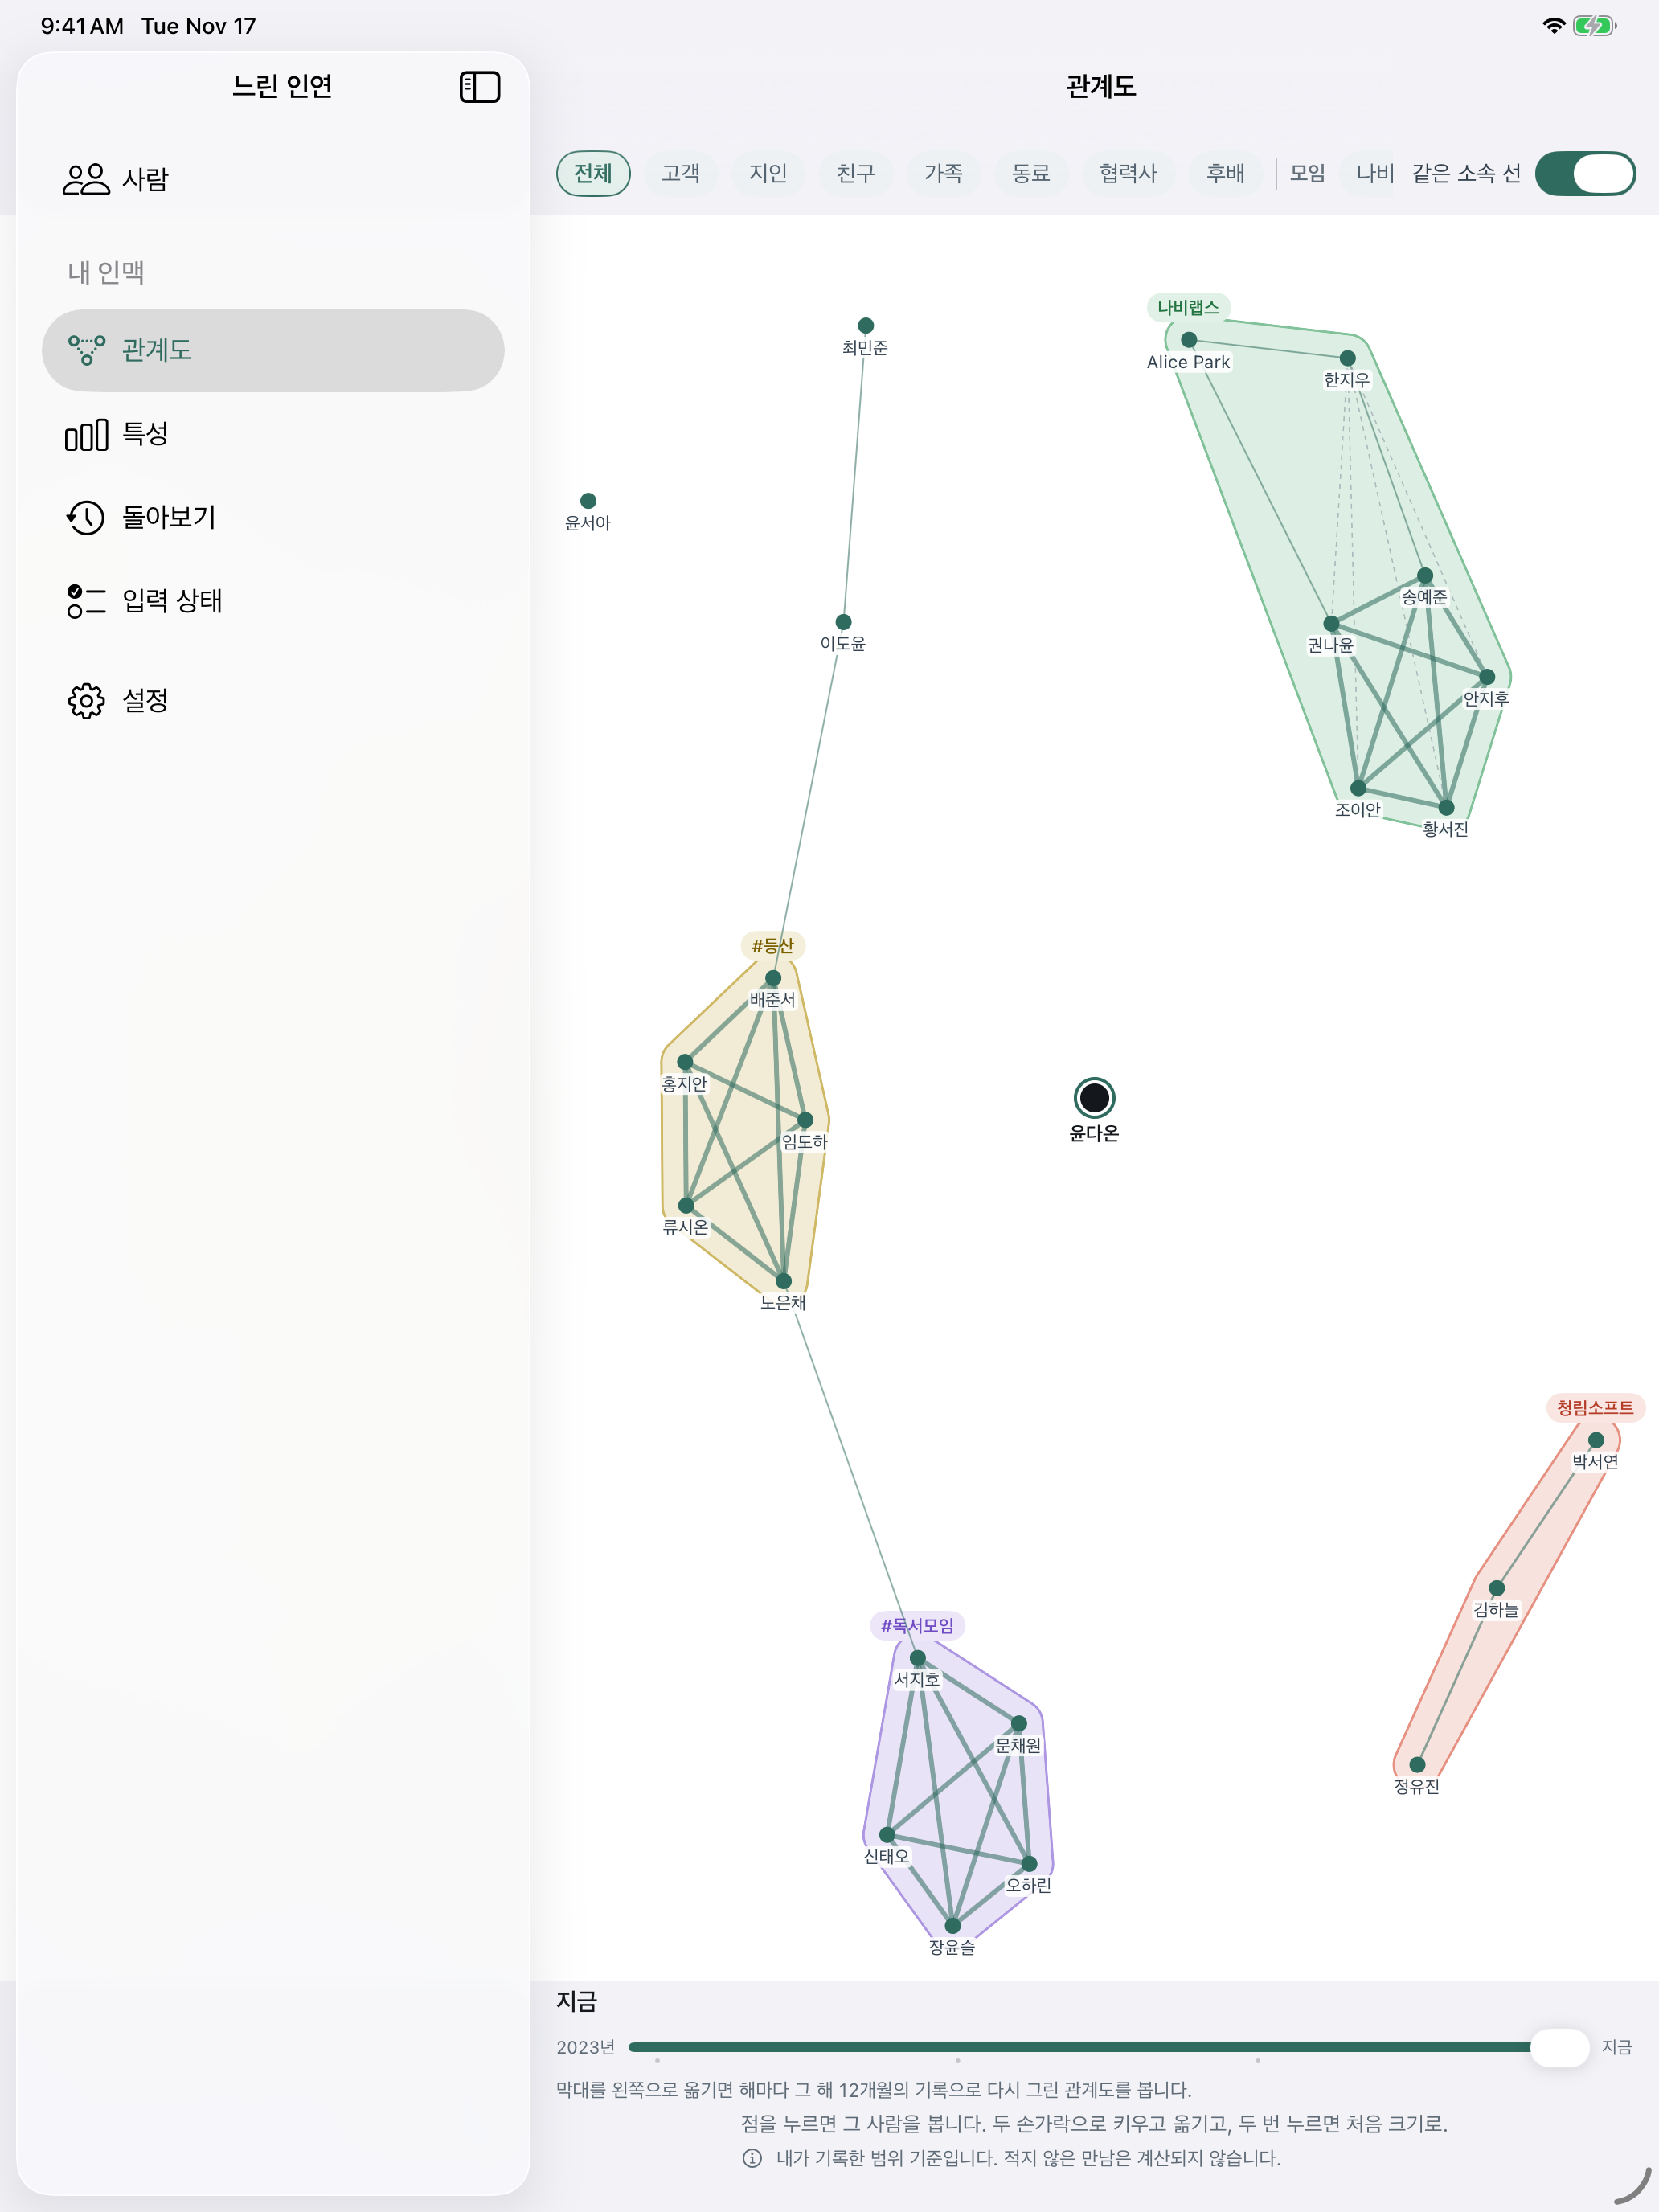 9:41 AM Tue Nov 17
느린 인연
사람
내 인맥
관계도
특성
돌아보기
입력 상태
설정
관계도
전체 고객 지인 친구 가족 동료 협력사 후배 모임 나비 같은 소속 선
나비랩스
최민준
Alice Park
한지우
윤서아
송예준
이도윤
권나윤
안지후
조이안
황서진
#등산
배준서
홍지안
윤다온
임도하
류시온
노은채
청림소프트
박서연
김하늘
#독서모임
서지호
문채원
정유진
신태오
오하린
장윤슬
지금
2023년 지금
막대를 왼쪽으로 옮기면 해마다 그 해 12개월의 기록으로 다시 그린 관계도를 봅니다.
점을 누르면 그 사람을 봅니다. 두 손가락으로 키우고 옮기고, 두 번 누르면 처음 크기로.
내가 기록한 범위 기준입니다. 적지 않은 만남은 계산되지 않습니다.